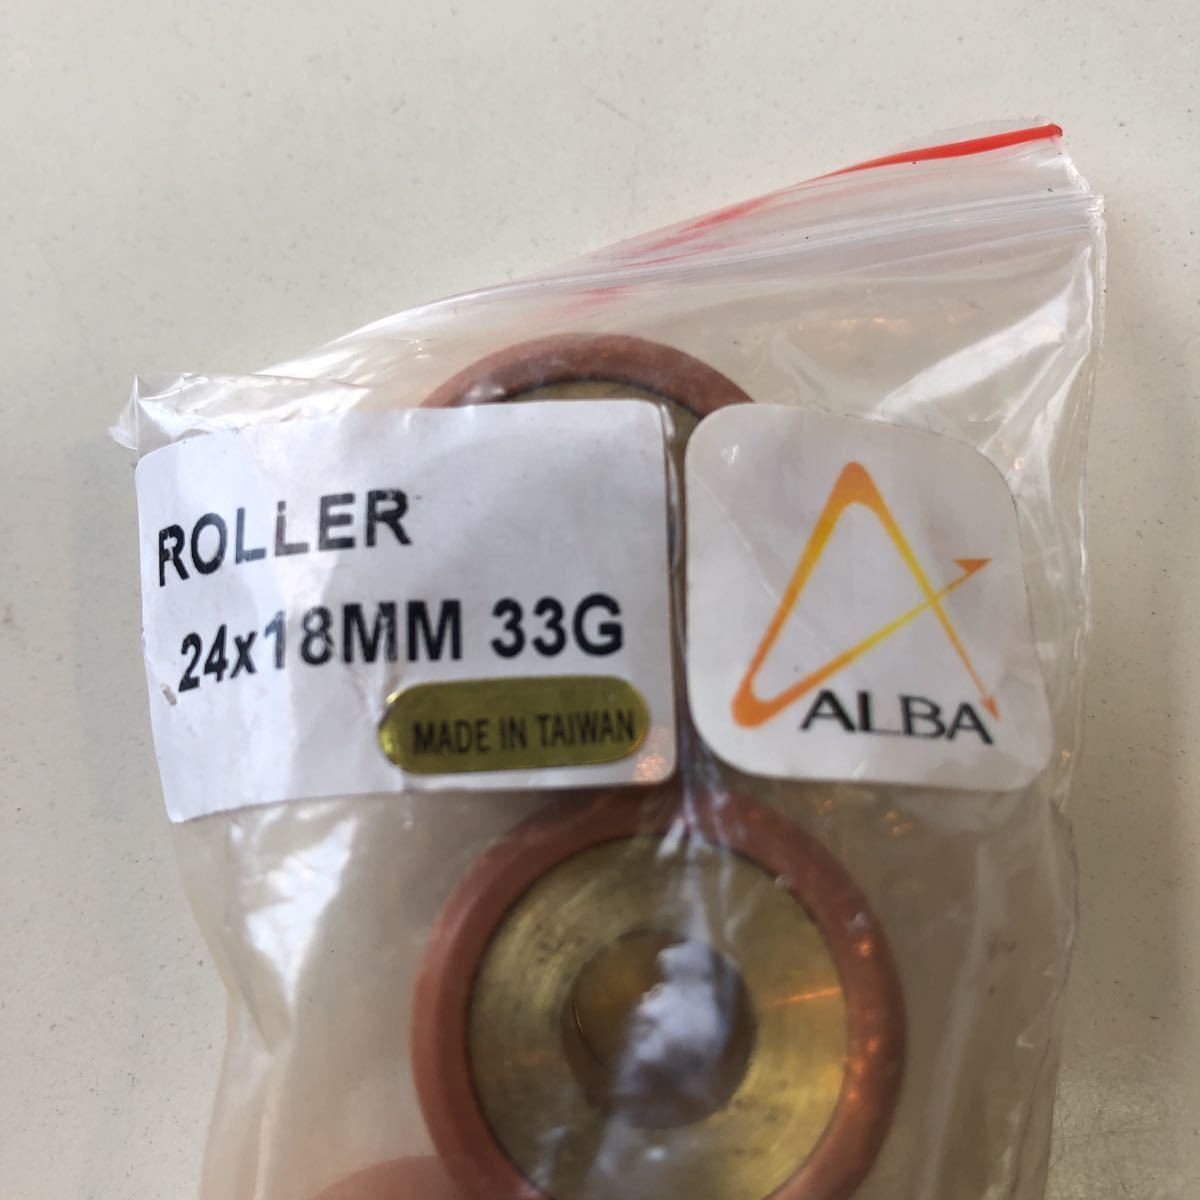 ROLLER
24x18MM 33G
MADE IN TAIWAN
ALBA